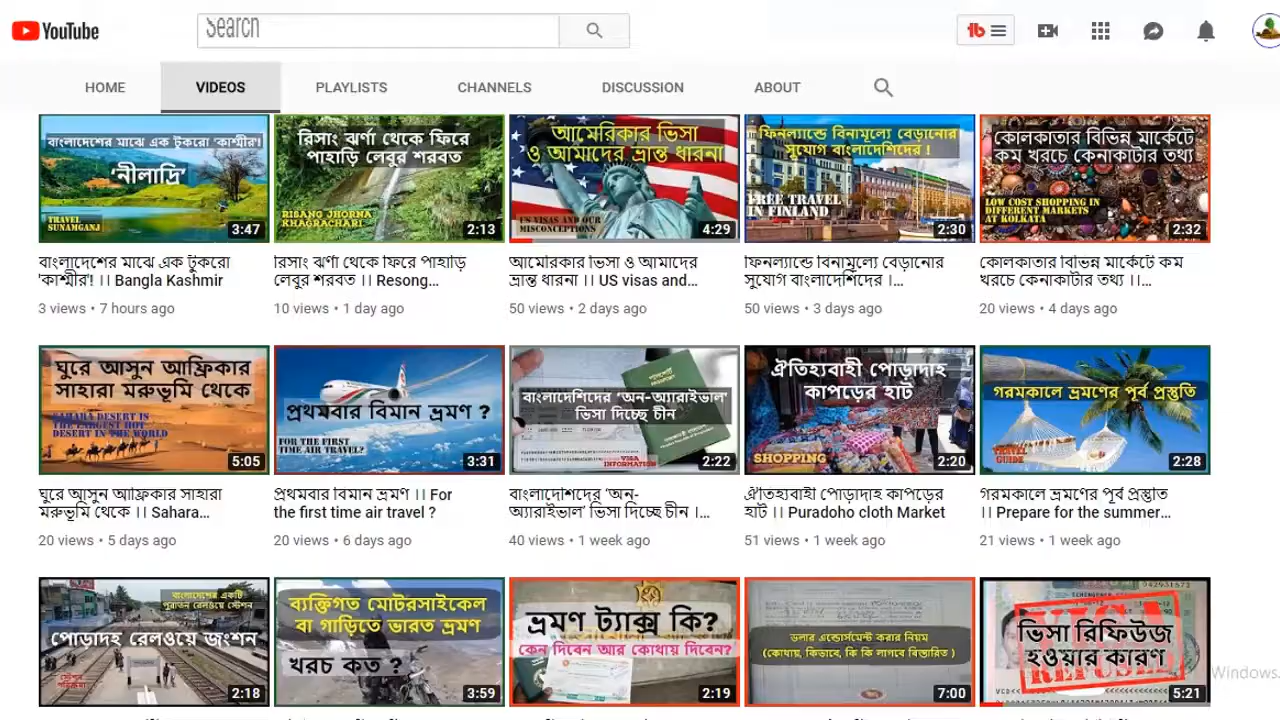 YouTube
Search
HOME
VIDEOS
PLAYLISTS
CHANNELS
DISCUSSION
ABOUT
বাংলাদেশের মাঝে এক টুকরো 'কাশ্মীর'!
'নীলাদ্রি'
TRAVEL
SUNAMGANJ
3:47
রিসাং ঝর্ণা থেকে ফিরে
পাহাড়ি লেবুর শরবত
RISANG JHORNA
KHAGRACHARI
2:13
আমেরিকার ভিসা
ও আমাদের ভ্রান্ত ধারনা
US VISAS AND OUR
MISCONCEPTIONS
4:29
ফিনল্যান্ডে বিনামূল্যে বেড়ানোর
সুযোগ বাংলাদেশিদের !
FREE TRAVEL
IN FINLAND
2:30
কোলকাতার বিভিন্ন মার্কেটে
কম খরচে কেনাকাটার তথ্য
LOW COST SHOPPING IN
DIFFERENT MARKETS
AT KOLKATA
2:32
বাংলাদেশের মাঝে এক টুকরো
'কাশ্মীর'! ।। Bangla Kashmir
3 views • 7 hours ago
রিসাং ঝর্ণা থেকে ফিরে পাহাড়ি
লেবুর শরবত ।। Resong...
10 views • 1 day ago
আমেরিকার ভিসা ও আমাদের
ভ্রান্ত ধারনা ।। US visas and...
50 views • 2 days ago
ফিনল্যান্ডে বিনামূল্যে বেড়ানোর
সুযোগ বাংলাদেশিদের ।...
50 views • 3 days ago
কোলকাতার বিভিন্ন মার্কেটে কম
খরচে কেনাকাটার তথ্য ।।...
20 views • 4 days ago
ঘুরে আসুন আফ্রিকার
সাহারা মরুভূমি থেকে
SAHARA DESERT IS
THE LARGEST HOT
DESERT IN THE WORLD
5:05
প্রথমবার বিমান ভ্রমণ ?
FOR THE FIRST
TIME AIR TRAVEL?
3:31
বাংলাদেশিদের 'অন-অ্যারাইভাল'
ভিসা দিচ্ছে চীন
VISA
INFORMATION
2:22
ঐতিহ্যবাহী পোড়াদাহ
কাপড়ের হাট
SHOPPING
2:20
গরমকালে ভ্রমণের পূর্ব প্রস্তুতি
TRAVEL
GUIDE
2:28
ঘুরে আসুন আফ্রিকার সাহারা
মরুভূমি থেকে ।। Sahara...
20 views • 5 days ago
প্রথমবার বিমান ভ্রমণ ।। For
the first time air travel ?
20 views • 6 days ago
বাংলাদেশিদের 'অন-
অ্যারাইভাল' ভিসা দিচ্ছে চীন ।...
40 views • 1 week ago
ঐতিহ্যবাহী পোড়াদাহ কাপড়ের
হাট ।। Puradoho cloth Market
51 views • 1 week ago
গরমকালে ভ্রমণের পূর্ব প্রস্তুতি
।। Prepare for the summer...
21 views • 1 week ago
বাংলাদেশের একটি
পুরাতন রেলওয়ে স্টেশন
পোড়াদহ রেলওয়ে জংশন
2:18
ব্যক্তিগত মোটরসাইকেল
বা গাড়িতে ভারত ভ্রমণ
খরচ কত ?
3:59
ভ্রমণ ট্যাক্স কি?
কেন দিবেন আর কোথায় দিবেন?
2:19
ডলার এন্ডোর্সমেন্ট করার নিয়ম
(কোথায়, কিভাবে, কি কি লাগবে বিস্তারিত )
7:00
ভিসা রিফিউজ
হওয়ার কারণ
5:21
Windows.